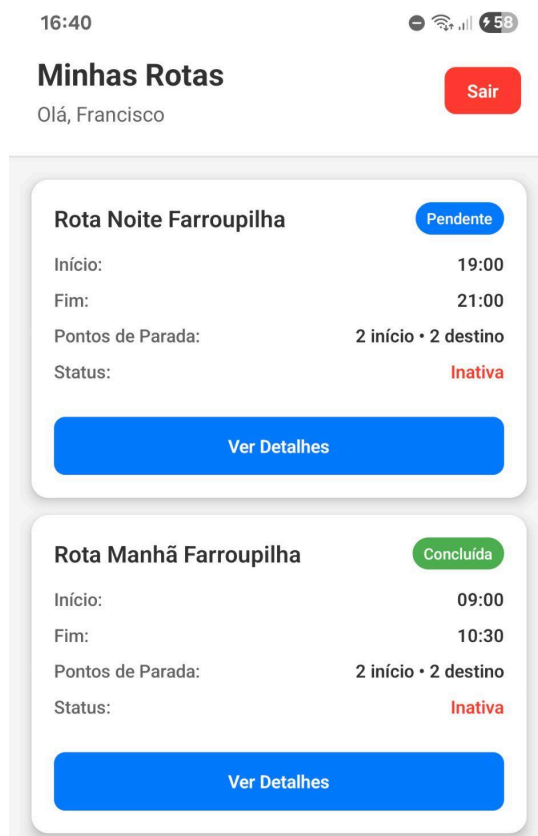 16:40
58
Minhas Rotas
Sair
Olá, Francisco
Rota Noite Farroupilha
Pendente
Início:
19:00
Fim:
21:00
Pontos de Parada:
2 início • 2 destino
Status:
Inativa
Ver Detalhes
Rota Manhã Farroupilha
Concluída
Início:
09:00
Fim:
10:30
Pontos de Parada:
2 início • 2 destino
Status:
Inativa
Ver Detalhes